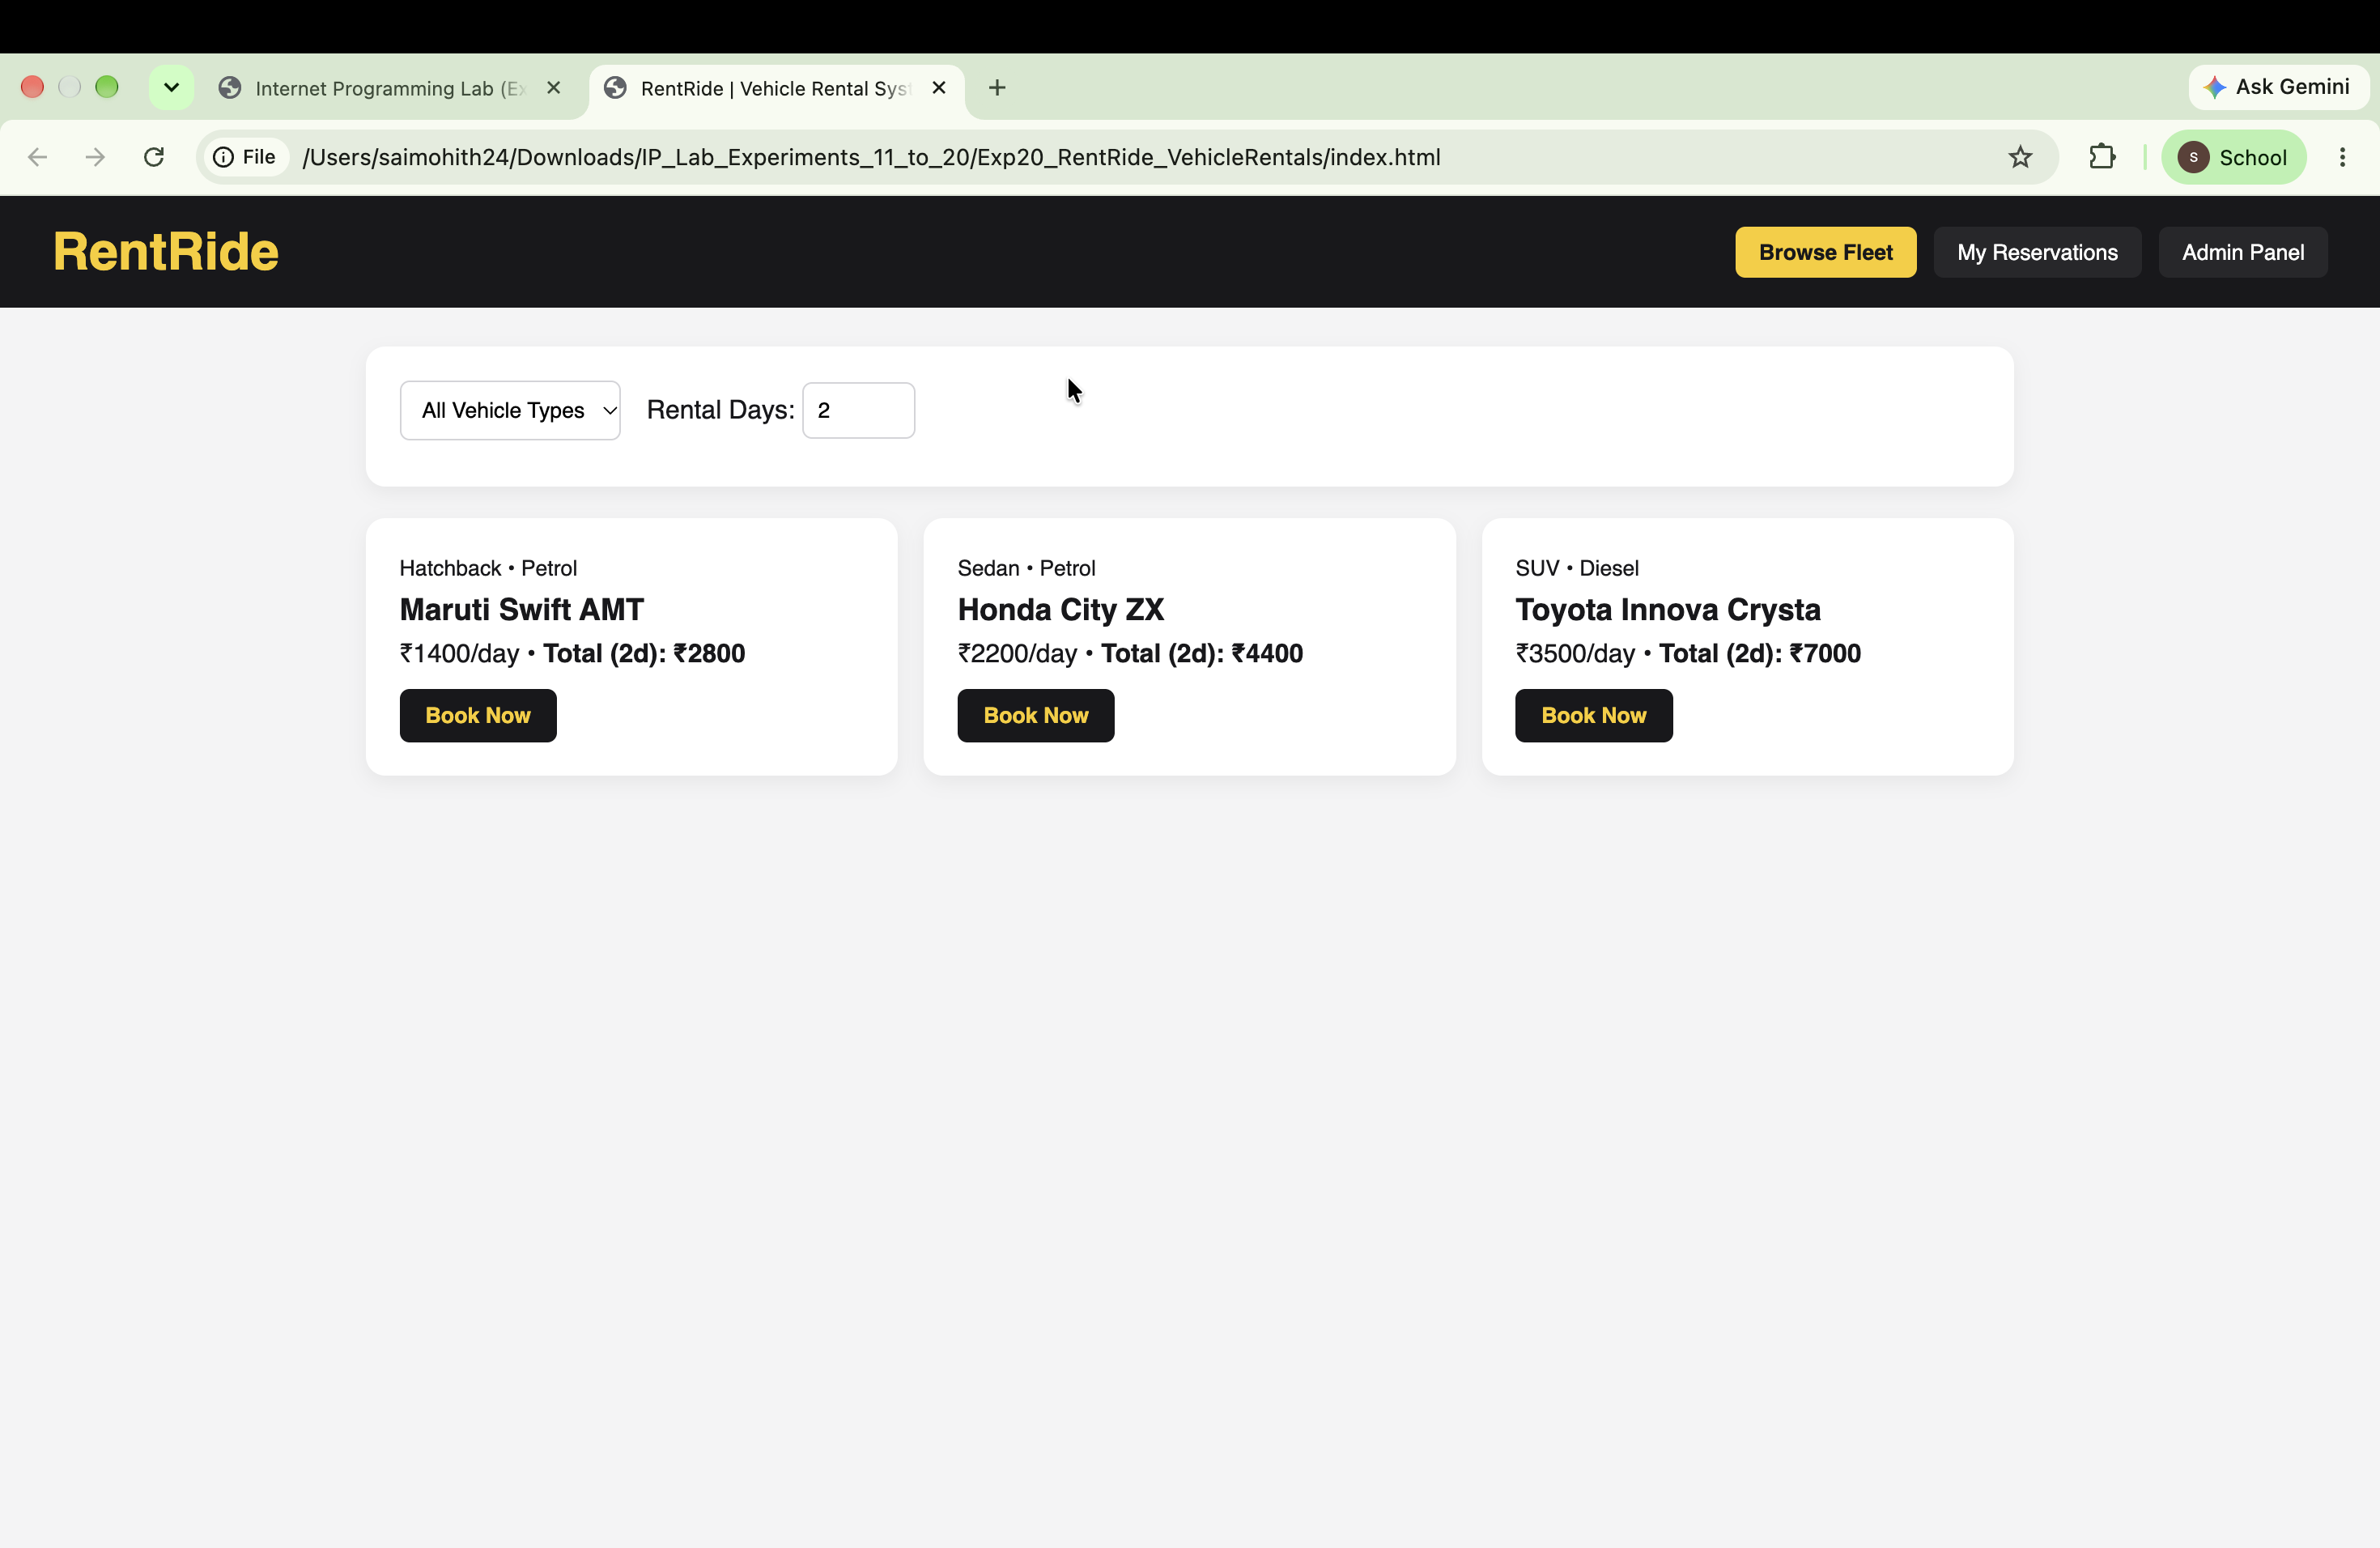 Internet Programming Lab (Ex
RentRide | Vehicle Rental Syst
Ask Gemini
File
/Users/saimohith24/Downloads/IP_Lab_Experiments_11_to_20/Exp20_RentRide_VehicleRentals/index.html
S
School
RentRide
Browse Fleet
My Reservations
Admin Panel
All Vehicle Types
Rental Days: 2
Hatchback • Petrol
Maruti Swift AMT
₹1400/day • Total (2d): ₹2800
Book Now
Sedan • Petrol
Honda City ZX
₹2200/day • Total (2d): ₹4400
Book Now
SUV • Diesel
Toyota Innova Crysta
₹3500/day • Total (2d): ₹7000
Book Now